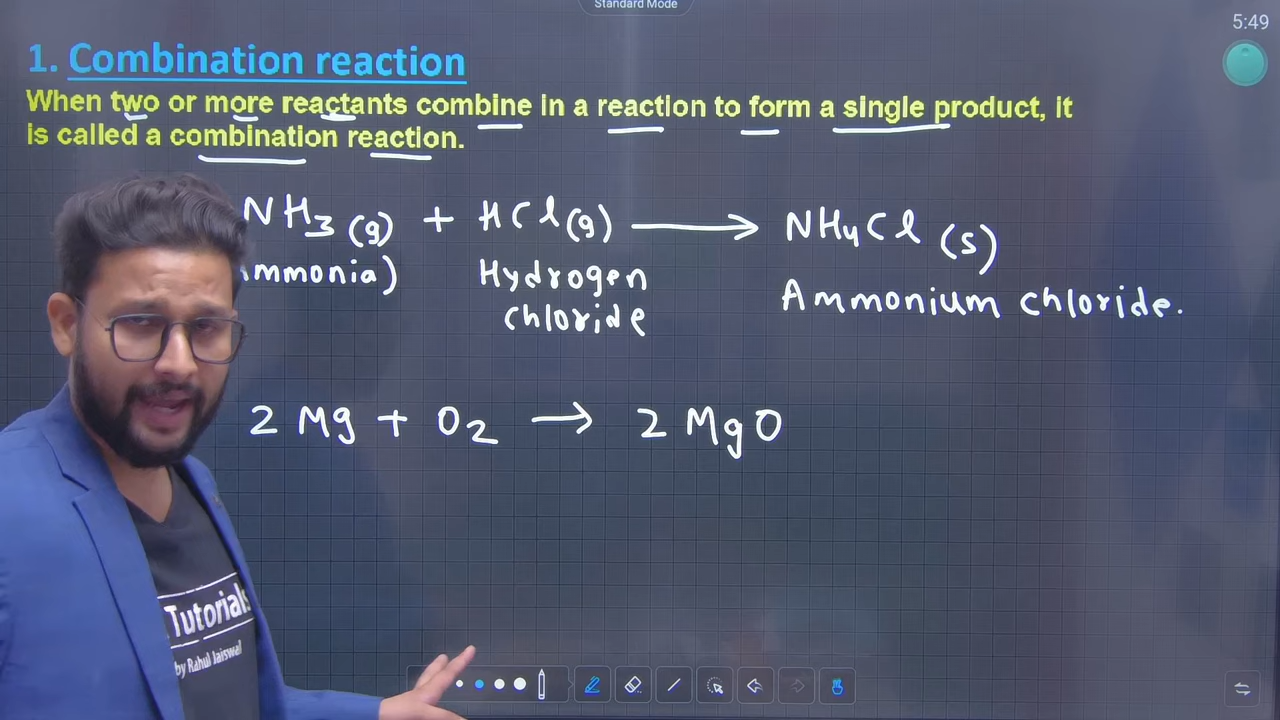 Standard Mode
5:49
1. Combination reaction
When two or more reactants combine in a reaction to form a single product, it
is called a combination reaction.
NH3 (g) + HCl (g) ⟶ NH4Cl (s)
mmonia) Hydrogen Ammonium chloride.
chloride
2 Mg + O2 → 2 MgO
Tutorials
by Rahul Jaiswal